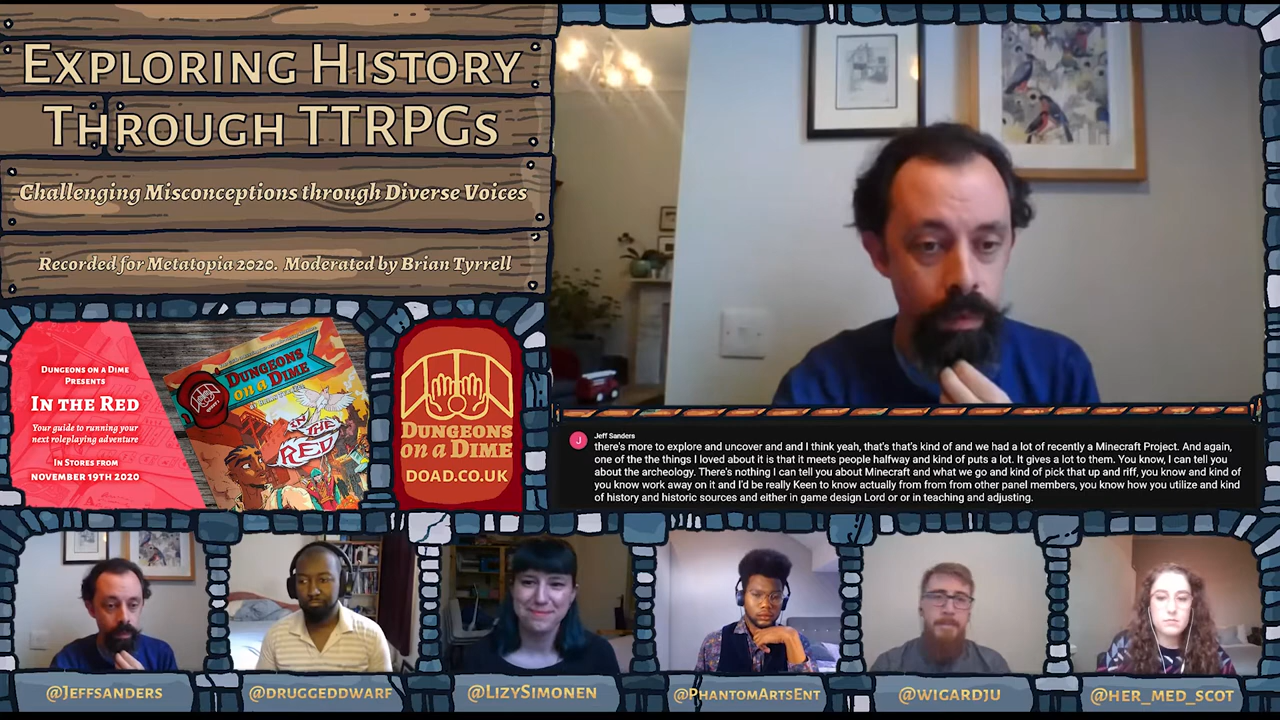 Exploring History
Through TTRPGs
Challenging Misconceptions through Diverse Voices
Recorded for Metatopia 2020. Moderated by Brian Tyrrell
Dungeons on a Dime
Presents
In the Red
Your guide to running your
next roleplaying adventure
In Stores from
November 19th 2020
Dungeons
on a Dime
In the
Red
Dungeons
on a Dime
DOAD.CO.UK
J
Jeff Sanders
there's more to explore and uncover and and I think yeah, that's that's kind of and we had a lot of recently a Minecraft Project. And again,
one of the the things I loved about it is that it meets people halfway and kind of puts a lot. It gives a lot to them. You know, I can tell you
about the archeology. There's nothing I can tell you about Minecraft and what we go and kind of pick that up and riff, you know and kind of
you know work away on it and I'd be really Keen to know actually from from from other panel members, you know how you utilize and kind
of history and historic sources and either in game design Lord or or in teaching and adjusting.
@Jeffsanders
@druggeddwarf
@LizySimonen
@PhantomArtsEnt
@wigardju
@her_med_scot